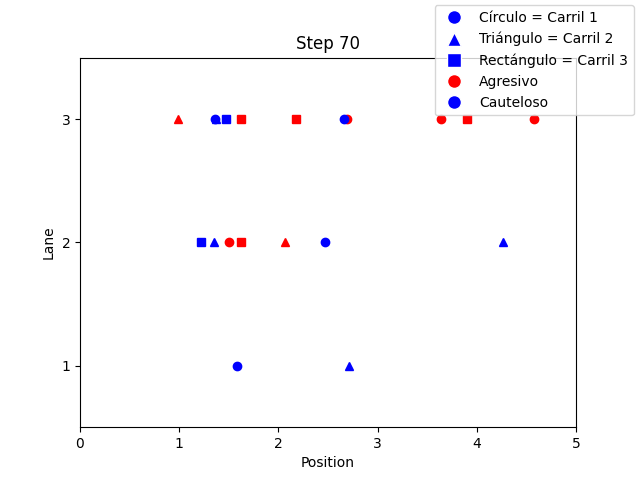 Step 70
Círculo = Carril 1
Triángulo = Carril 2
Rectángulo = Carril 3
Agresivo
Cauteloso
Lane
3
2
1
0 1 2 3 4 5
Position